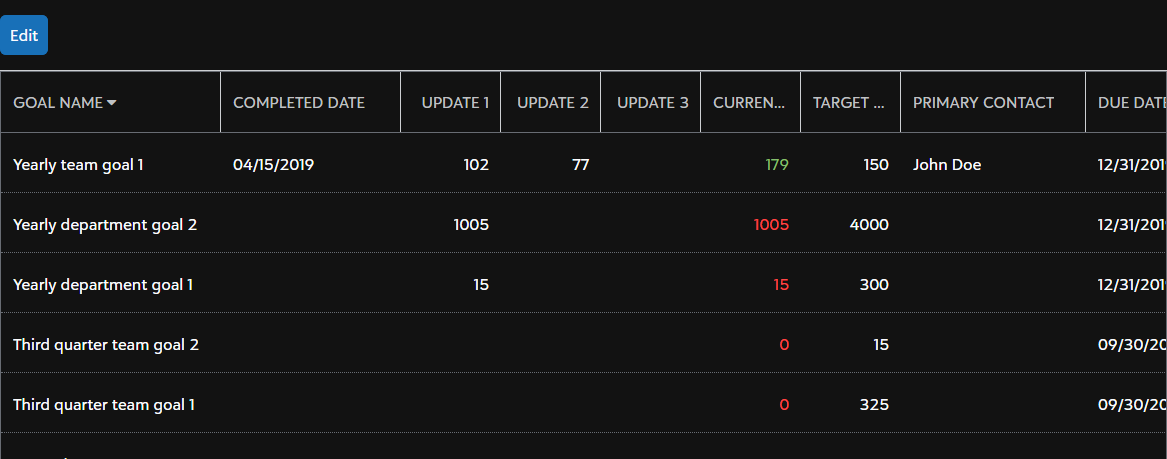 Edit
GOAL NAME COMPLETED DATE UPDATE 1 UPDATE 2 UPDATE 3 CURREN... TARGET ... PRIMARY CONTACT DUE DATE
Yearly team goal 1 04/15/2019 102 77 179 150 John Doe 12/31/201
Yearly department goal 2 1005 1005 4000 12/31/201
Yearly department goal 1 15 15 300 12/31/201
Third quarter team goal 2 0 15 09/30/20
Third quarter team goal 1 0 325 09/30/20